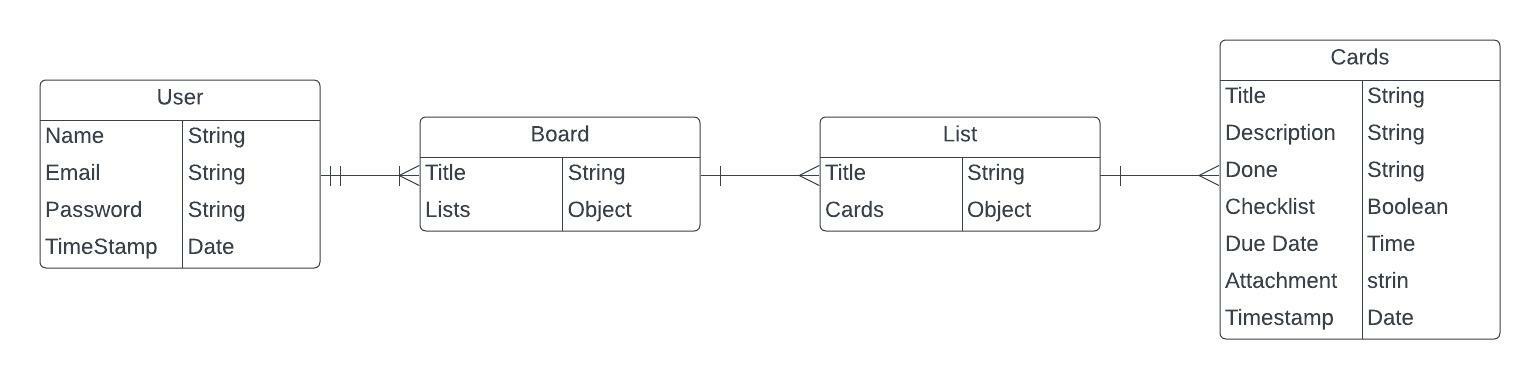 User
Name String
Email String
Password String
TimeStamp Date
Board
Title String
Lists Object
List
Title String
Cards Object
Cards
Title String
Description String
Done String
Checklist Boolean
Due Date Time
Attachment strin
Timestamp Date